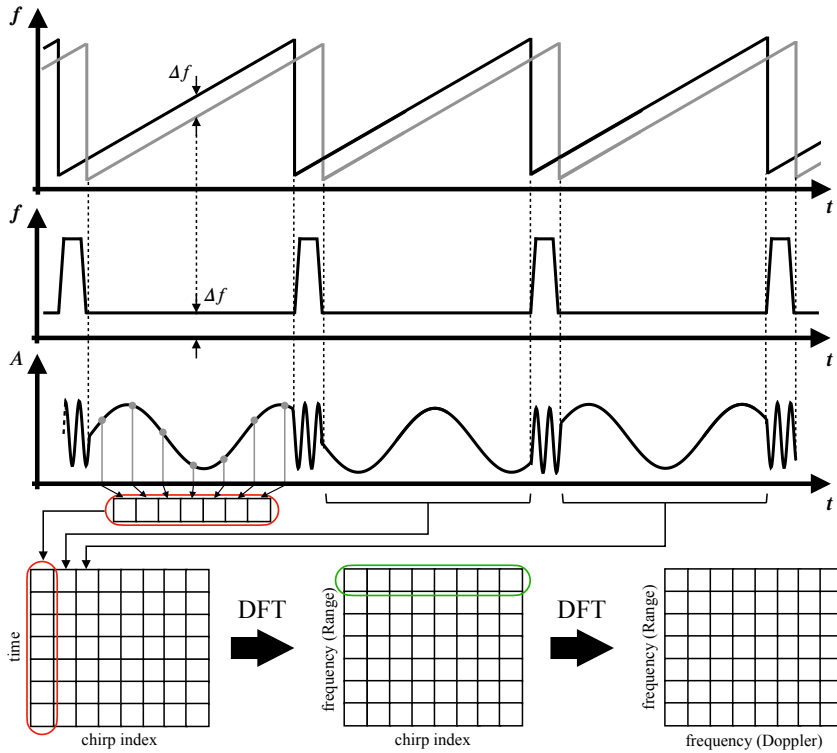 f
Δf
t
f
Δf
t
A
t
time
chirp index
DFT
frequency (Range)
chirp index
DFT
frequency (Range)
frequency (Doppler)